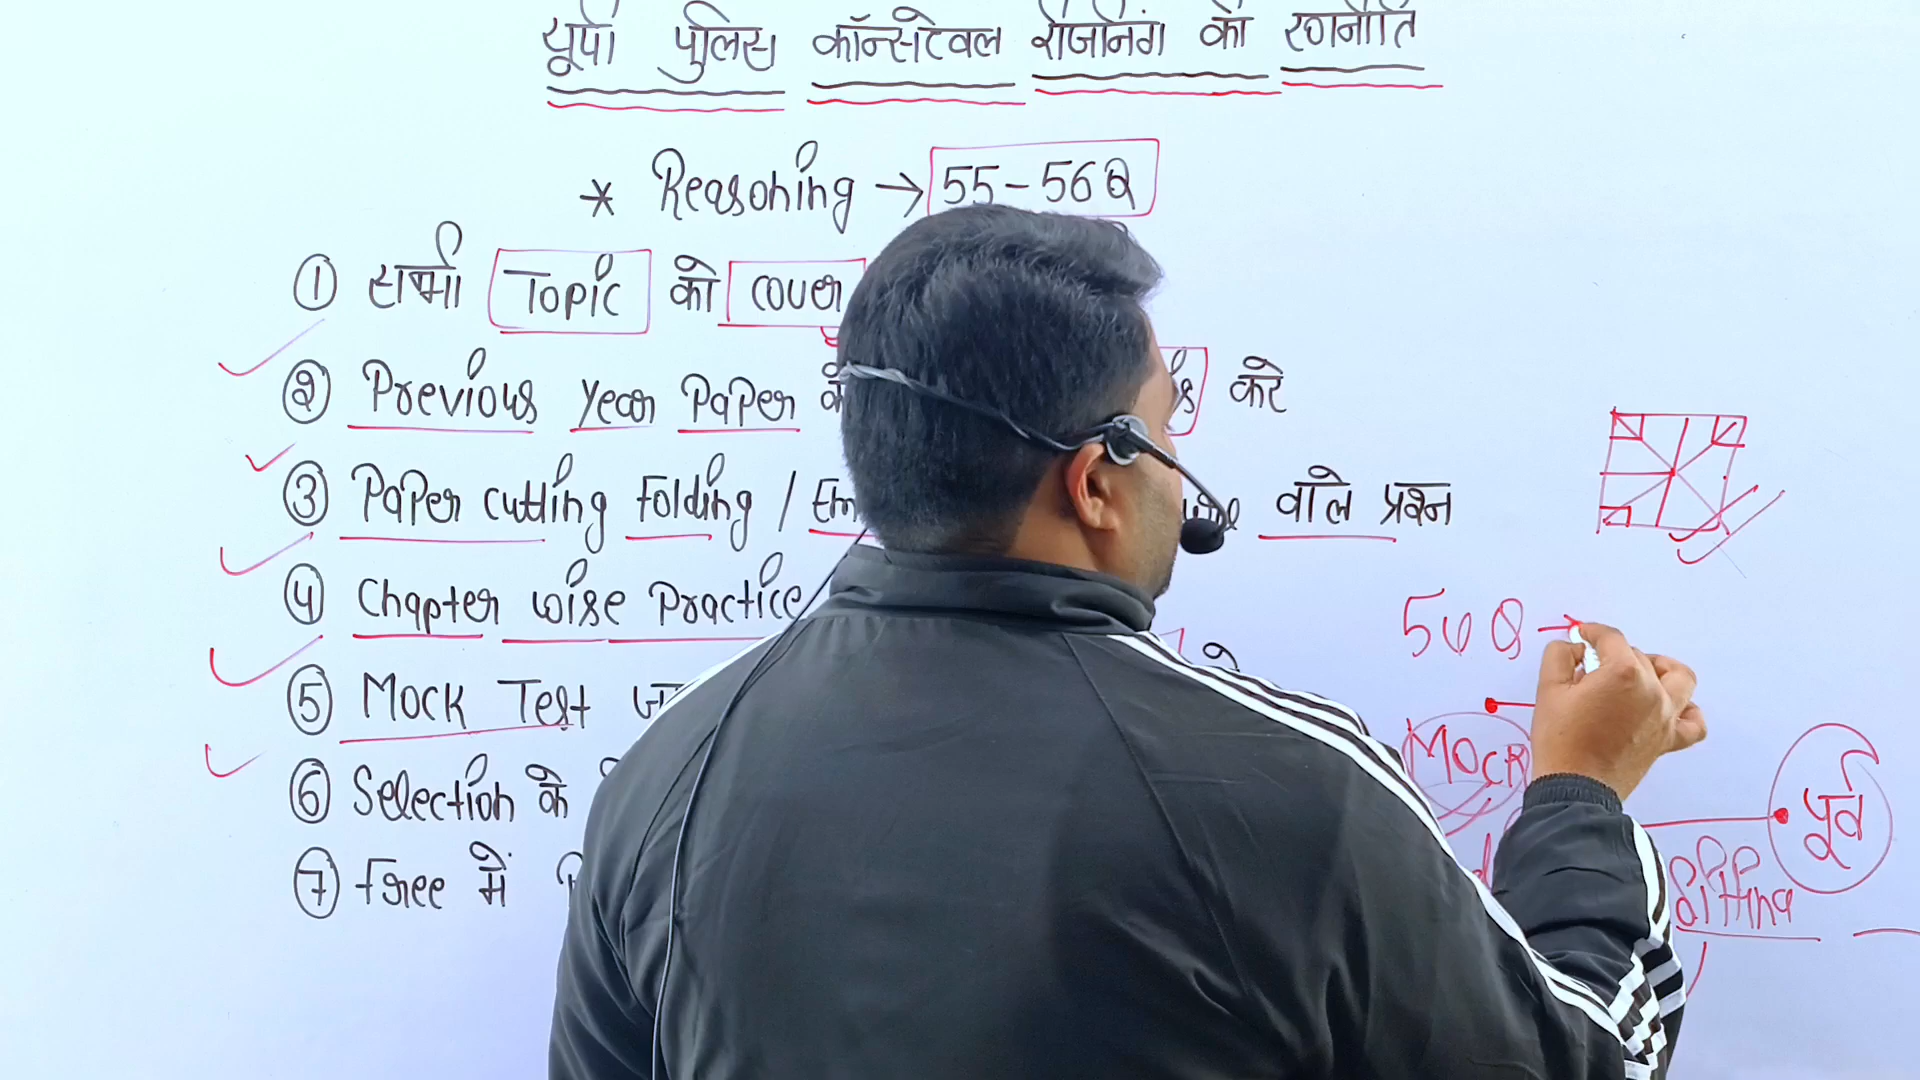 यूपी पुलिस कॉन्सटेबल रीजनिंग की रणनीति
* Reasoning → 55-56Q
① सभी Topic को cover
② Previous Year Paper करे
③ Paper cutting Folding / Em वाले प्रश्न
④ Chapter wise Practice
50 Q →
⑤ Mock Test
Mock
⑥ Selection के
पूर्व
⑦ Free में